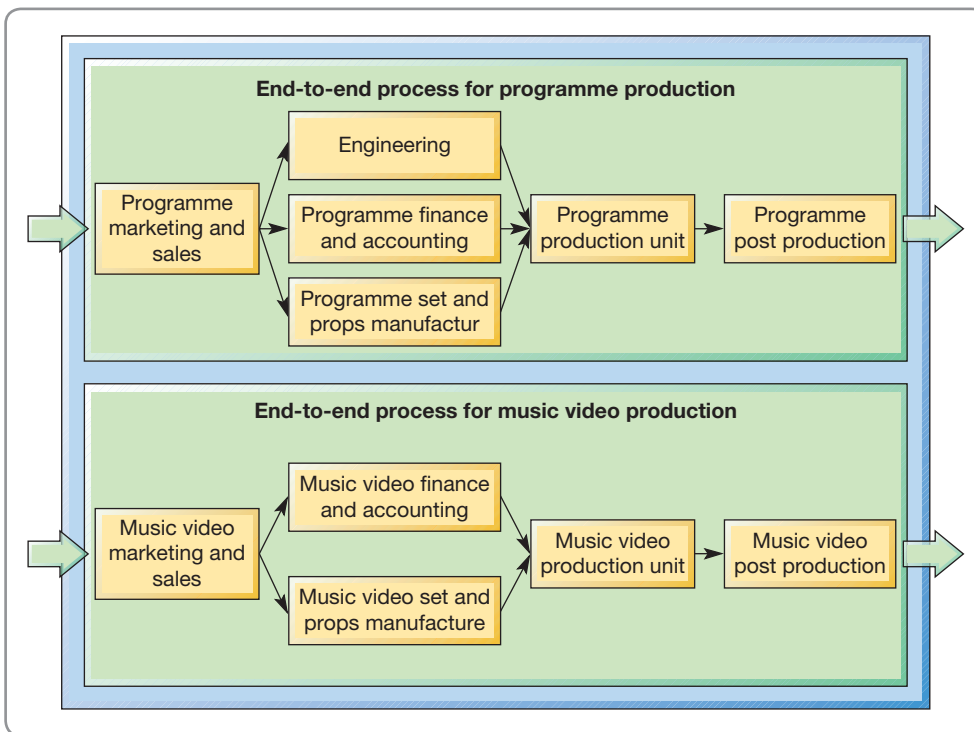 End-to-end process for programme production
Engineering
Programme
marketing and
sales
Programme finance
and accounting
Programme set and
props manufactur
Programme
production unit
Programme
post production
End-to-end process for music video production
Music video
marketing and
sales
Music video finance
and accounting
Music video set and
props manufacture
Music video
production unit
Music video
post production